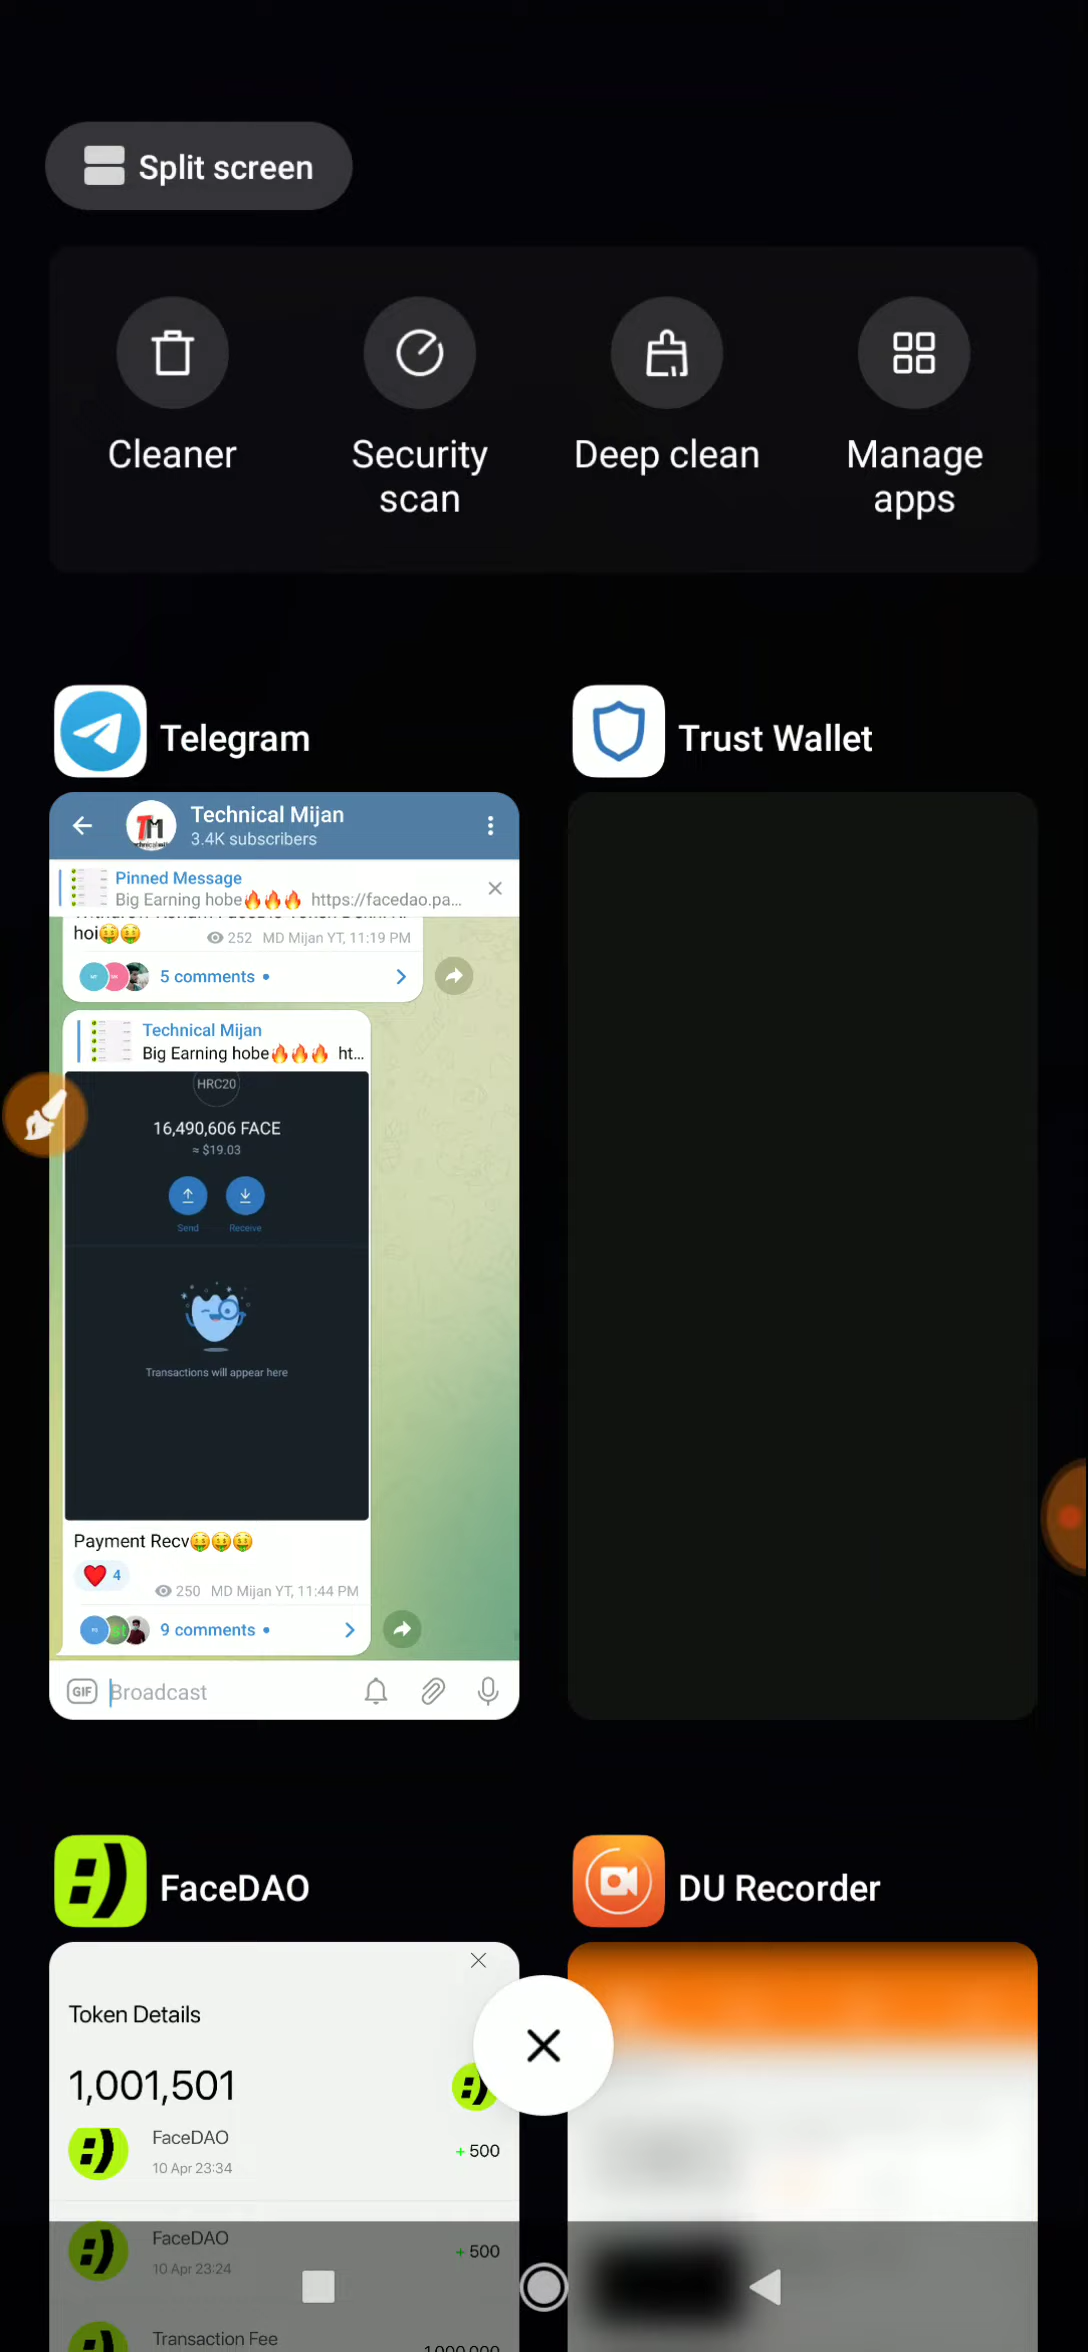 Split screen
Cleaner
Security
scan
Deep clean
Manage
apps
Telegram
Trust Wallet
TM
Technical Mijan
3.4K subscribers
Pinned Message
Big Earning hobe🔥🔥🔥 https://facedao.pa...
hoi🤑🤑
252 MD Mijan YT, 11:19 PM
5 comments •
Technical Mijan
Big Earning hobe🔥🔥🔥 ht...
HRC20
16,490,606 FACE
≈ $19.03
Send
Receive
Transactions will appear here
Payment Recv🤑🤑🤑
❤ 4
250 MD Mijan YT, 11:44 PM
9 comments •
GIF
Broadcast
FaceDAO
DU Recorder
Token Details
1,001,501
FaceDAO
+ 500
10 Apr 23:34
FaceDAO
+ 500
10 Apr 23:24
Transaction Fee